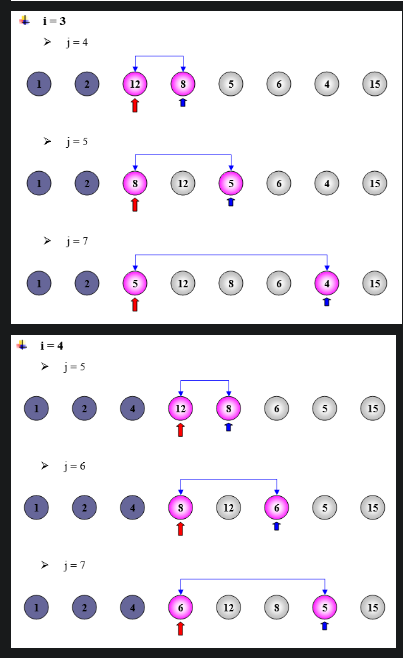 i = 3
j = 4
1 2 12 8 5 6 4 15
j = 5
1 2 8 12 5 6 4 15
j = 7
1 2 5 12 8 6 4 15
i = 4
j = 5
1 2 4 12 8 6 5 15
j = 6
1 2 4 8 12 6 5 15
j = 7
1 2 4 6 12 8 5 15